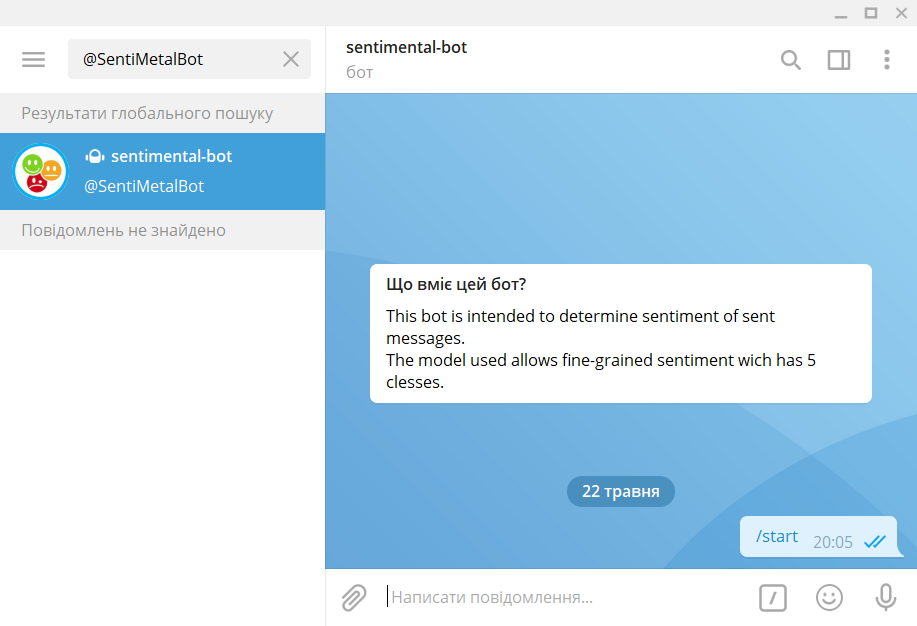 @SentiMetalBot
Результати глобального пошуку
sentimental-bot
@SentiMetalBot
Повідомлень не знайдено
sentimental-bot
бот
Що вміє цей бот?
This bot is intended to determine sentiment of sent
messages.
The model used allows fine-grained sentiment wich has 5
clesses.
22 травня
/start 20:05
Написати повідомлення...